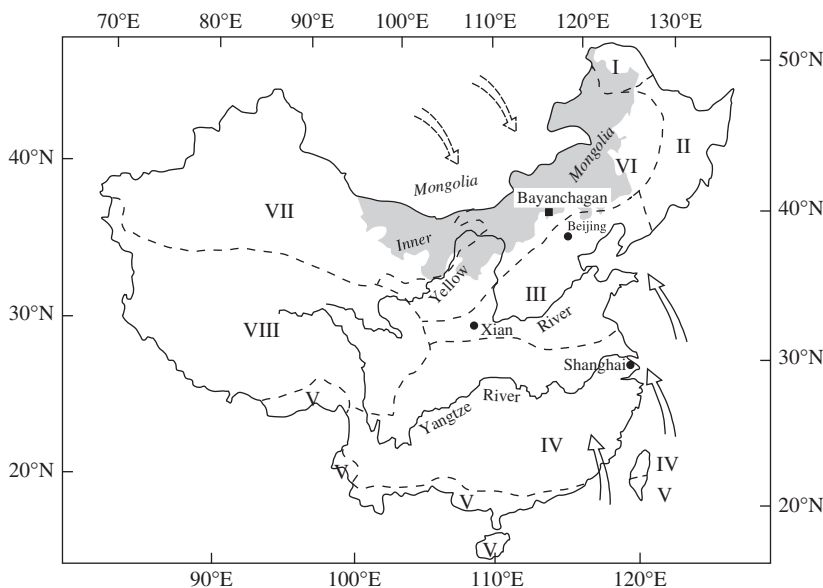 70°E 80°E 90°E 100°E 110°E 120°E 130°E
50°N
I
II
40°N
Mongolia
VI
Mongolia
Bayanchagan
VII
40°N
Inner
Beijing
Yellow
III
30°N
River
Xian
VIII
30°N
Shanghai
V
River
Yangtze
IV
20°N
V
IV
V
V
20°N
V
90°E 100°E 110°E 120°E